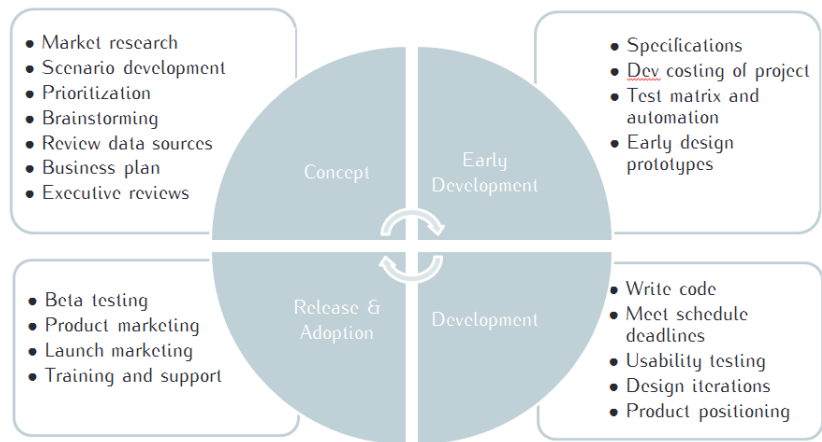 ● Market research
● Scenario development
● Prioritization
● Brainstorming
● Review data sources
● Business plan
● Executive reviews
Concept
● Specifications
● Dev costing of project
● Test matrix and
automation
● Early design
prototypes
Early
Development
● Beta testing
● Product marketing
● Launch marketing
● Training and support
Release &
Adoption
● Write code
● Meet schedule
deadlines
● Usability testing
● Design iterations
● Product positioning
Development